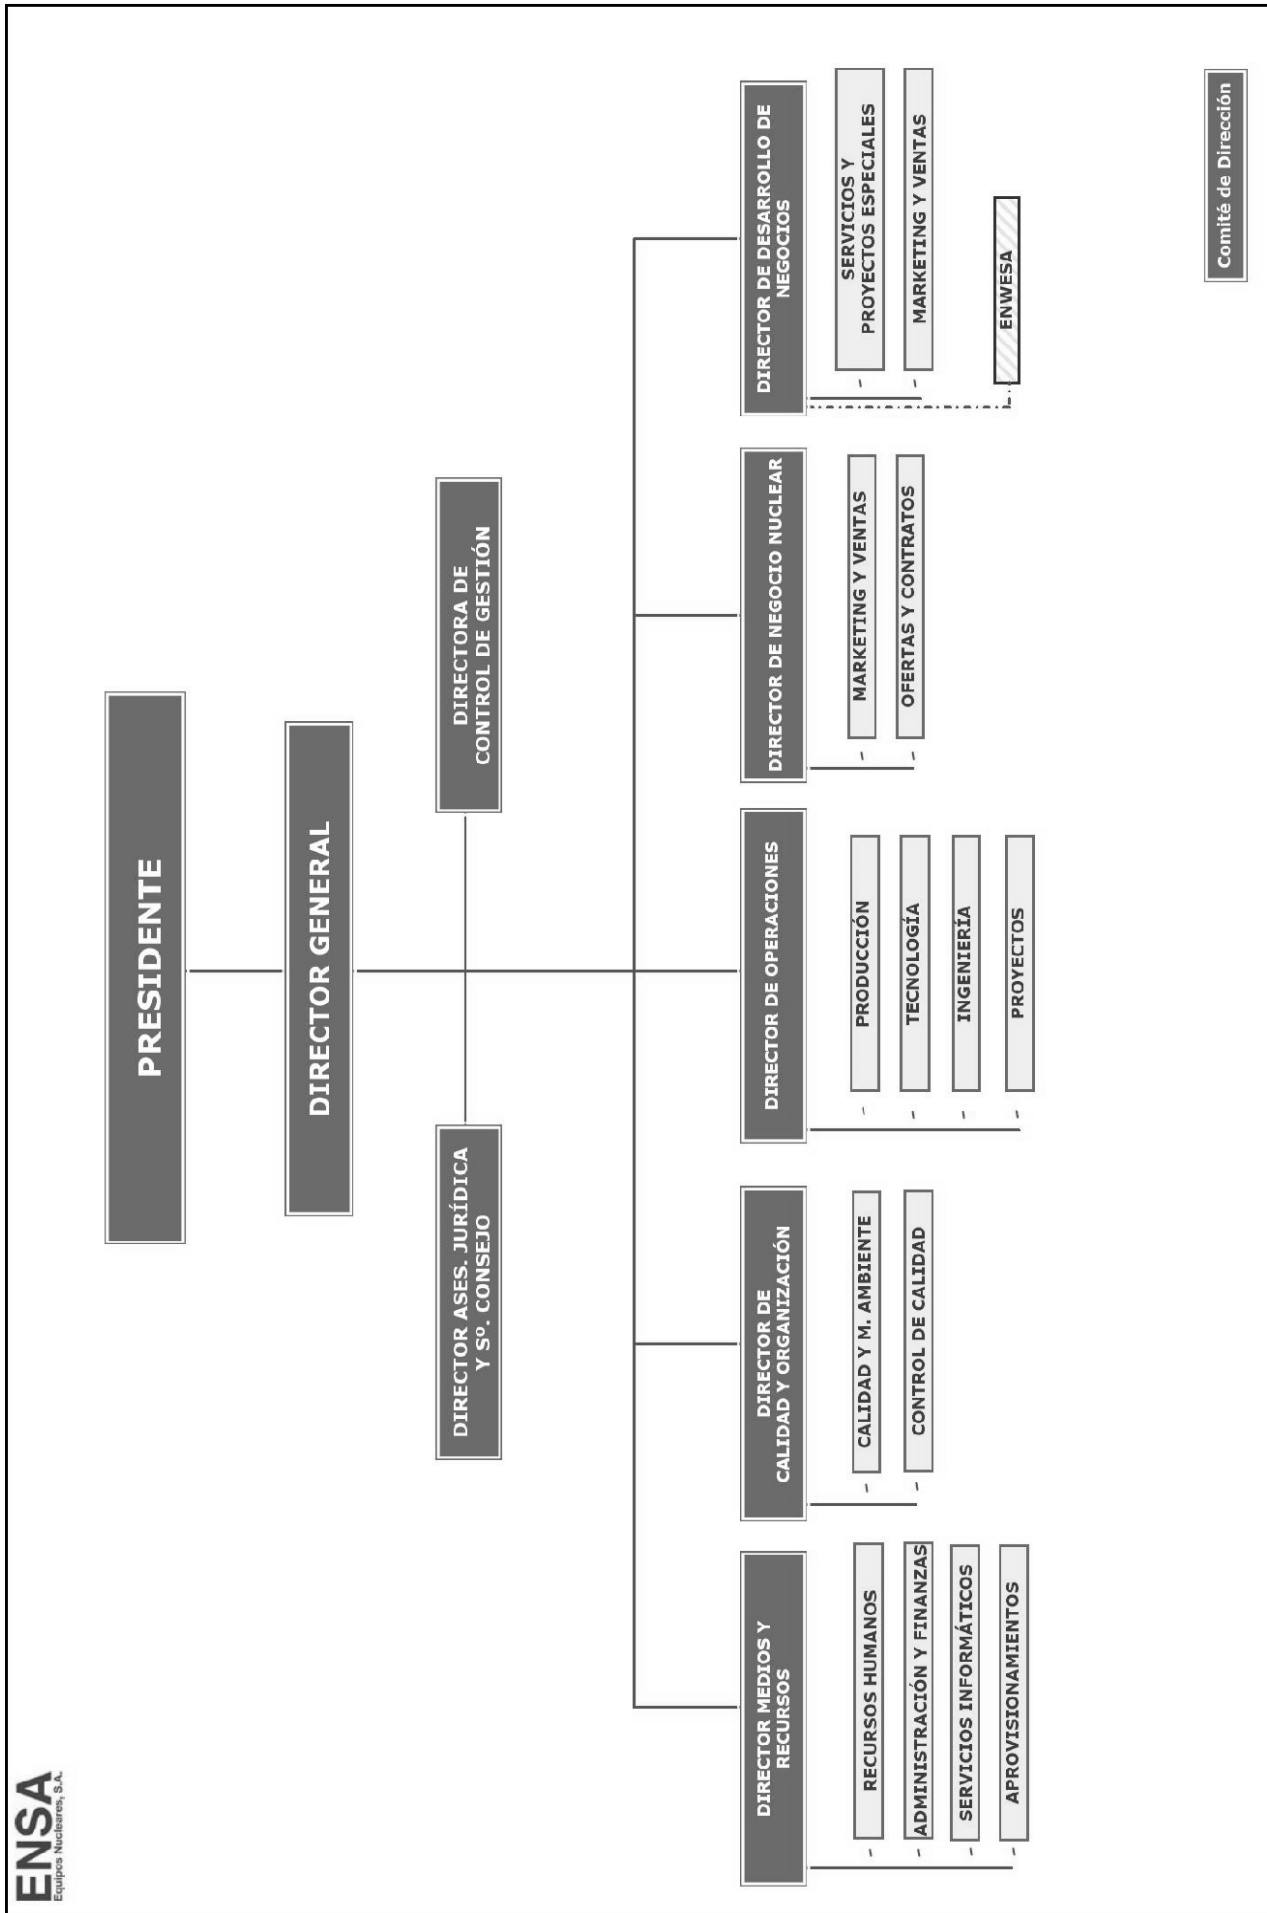 ENSA
Equipos Nucleares, S.A.
PRESIDENTE
DIRECTOR GENERAL
DIRECTOR ASES. JURÍDICA
Y Sº. CONSEJO
DIRECTORA DE
CONTROL DE GESTIÓN
DIRECTOR MEDIOS Y
RECURSOS
RECURSOS HUMANOS
ADMINISTRACIÓN Y FINANZAS
SERVICIOS INFORMÁTICOS
APROVISIONAMIENTOS
DIRECTOR DE
CALIDAD Y ORGANIZACIÓN
CALIDAD Y M. AMBIENTE
CONTROL DE CALIDAD
DIRECTOR DE OPERACIONES
PRODUCCIÓN
TECNOLOGÍA
INGENIERÍA
PROYECTOS
DIRECTOR DE NEGOCIO NUCLEAR
MARKETING Y VENTAS
OFERTAS Y CONTRATOS
DIRECTOR DE DESARROLLO DE
NEGOCIOS
SERVICIOS Y
PROYECTOS ESPECIALES
MARKETING Y VENTAS
ENWESA
Comité de Dirección